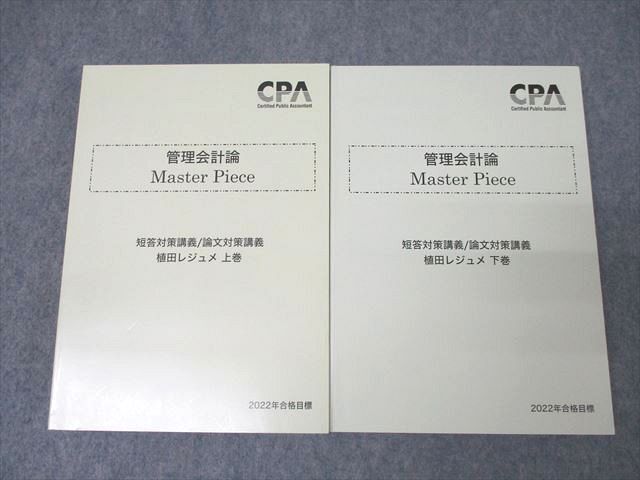 CPA
Certified Public Accountant
管理会計論
Master Piece
短答対策講義/論文対策講義
植田レジュメ 上巻
2022年合格目標
CPA
Certified Public Accountant
管理会計論
Master Piece
短答対策講義/論文対策講義
植田レジュメ 下巻
2022年合格目標